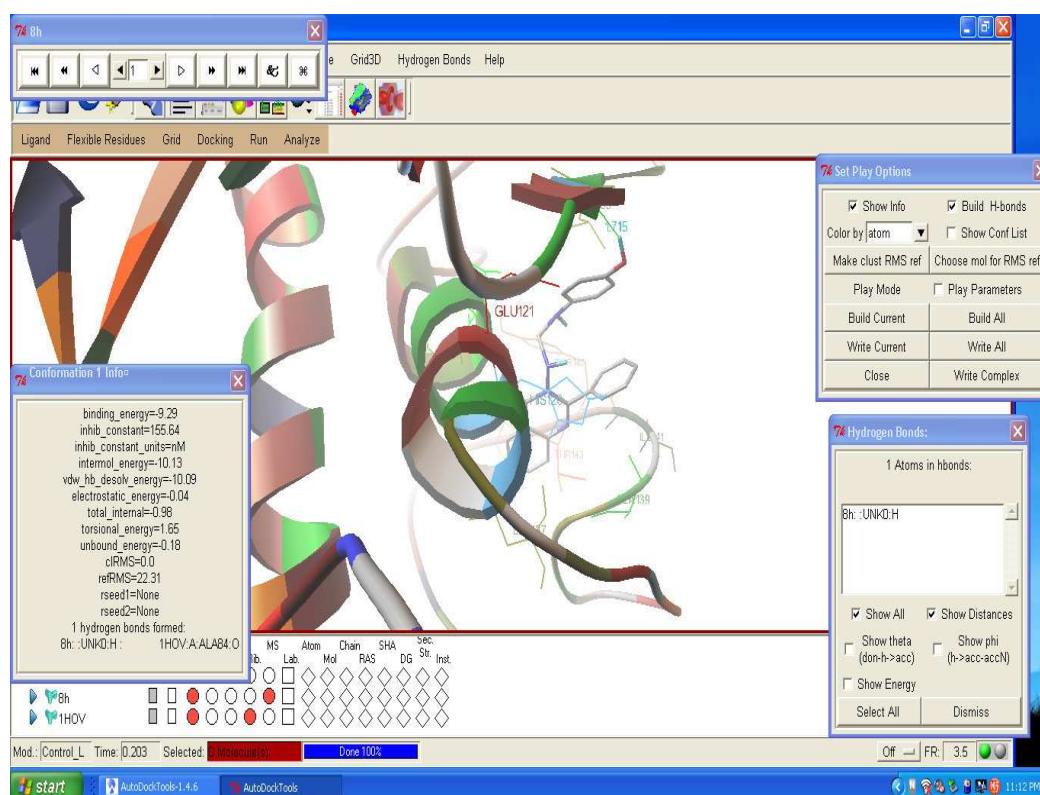 8h
1
&
Grid3D Hydrogen Bonds Help
Ligand Flexible Residues Grid Docking Run Analyze
GLU121
Set Play Options
Show Info Build H-bonds
Color by atom Show Conf List
Make clust RMS ref Choose mol for RMS ref
Play Mode Play Parameters
Build Current Build All
Write Current Write All
Close Write Complex
Conformation 1 Info
binding_energy=-9.29
inhib_constant=155.64
inhib_constant_units=nM
intermol_energy=-10.13
vdw_hb_desolv_energy=-10.09
electrostatic_energy=-0.04
total_internal=-0.98
torsional_energy=1.65
unbound_energy=-0.18
clRMS=0.0
refRMS=22.31
rseed1=None
rseed2=None
1 hydrogen bonds formed:
8h: :UNK0:H : 1HOV:A:ALA84:O
Hydrogen Bonds:
1 Atoms in hbonds:
8h: :UNK0:H
Show All Show Distances
Show theta (don-h->acc)
Show phi (h->acc-accN)
Show Energy
Select All Dismiss
MS Atom Chain SHA Sec.
Lab. Mol RAS DG Str. Inst.
8h
1HOV
Mod.: Control_L Time: 0.203 Selected: Done 100% Off FR: 3.5
start AutoDockTools-1.4.6 AutoDockTools 11:12 PM